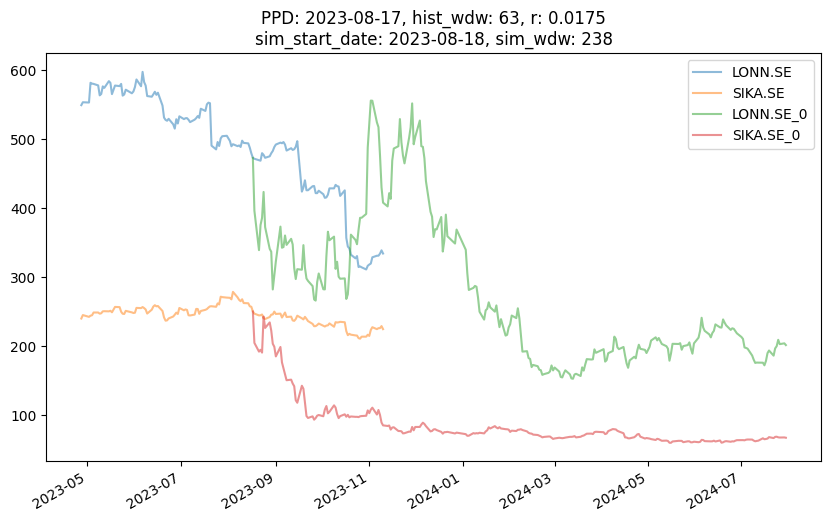 PPD: 2023-08-17, hist_wdw: 63, r: 0.0175
sim_start_date: 2023-08-18, sim_wdw: 238
LONN.SE
SIKA.SE
LONN.SE_0
SIKA.SE_0
600
500
400
300
200
100
2023-05
2023-07
2023-09
2023-11
2024-01
2024-03
2024-05
2024-07